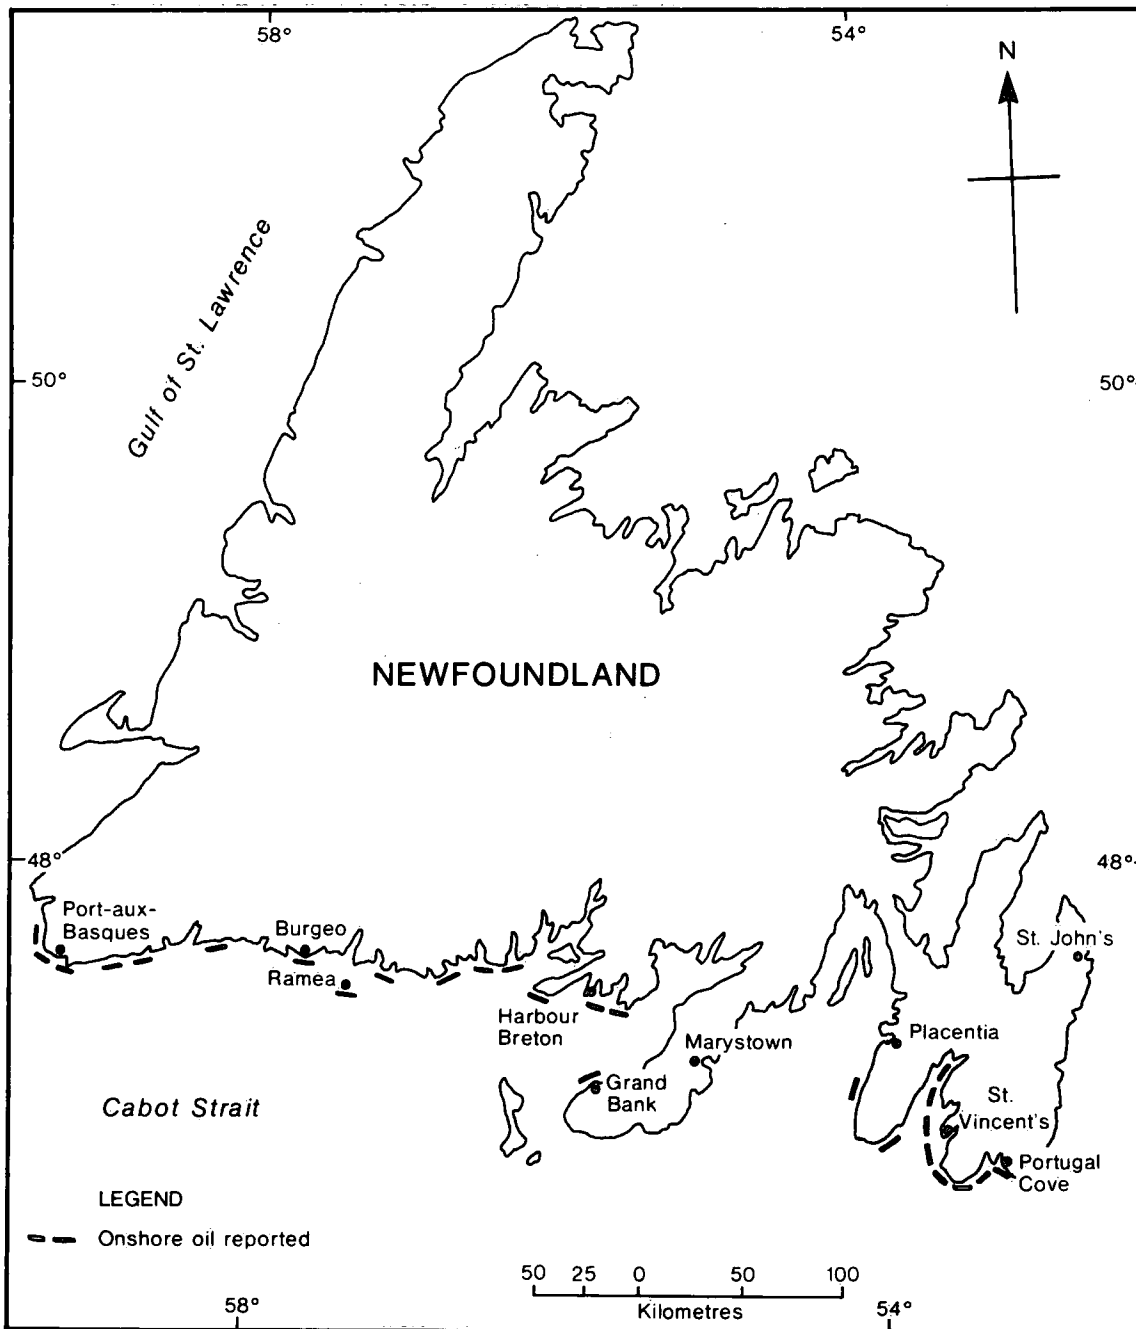 58°
54°
N
Gulf of St. Lawrence
50°
50°
NEWFOUNDLAND
48°
48°
Port-aux-
Basques
Burgeo
St. John's
Ramea
Harbour
Breton
Placentia
Marystown
Grand
Bank
St.
Vincent's
Cabot Strait
Portugal
Cove
LEGEND
Onshore oil reported
50 25 0 50 100
Kilometres
58°
54°